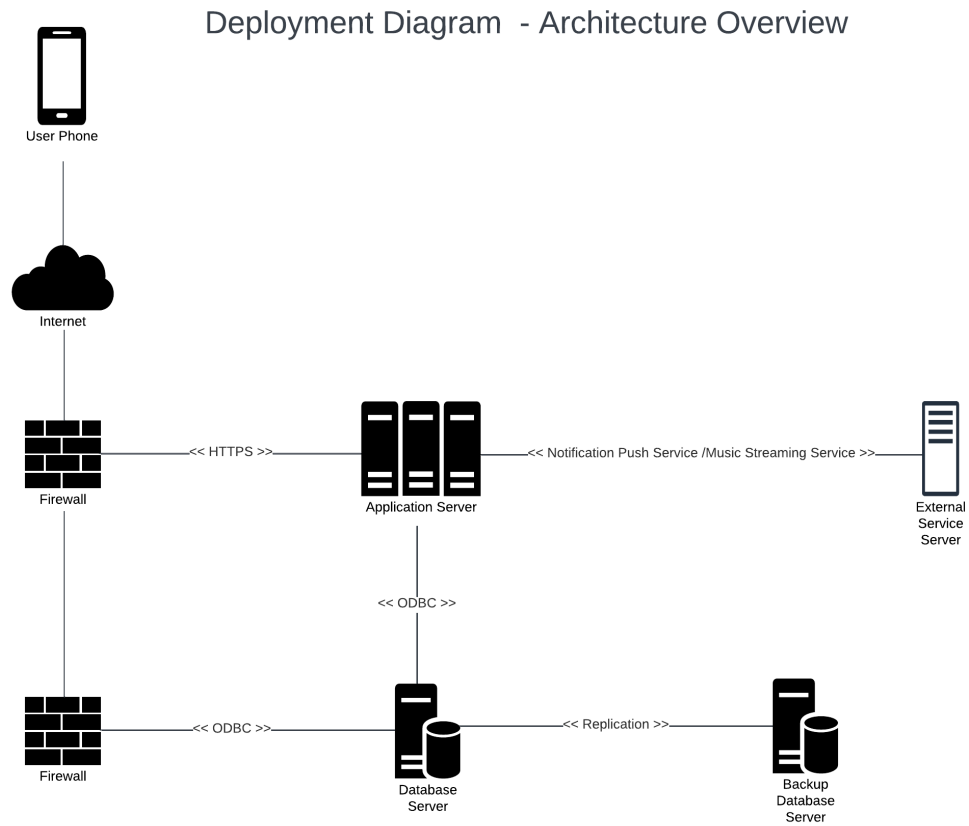 Deployment Diagram  - Architecture Overview
User Phone
Internet
<< HTTPS >>
<< Notification Push Service /Music Streaming Service >>
Firewall
Application Server
External
Service
Server
<< ODBC >>
<< ODBC >>
<< Replication >>
Firewall
Database
Server
Backup
Database
Server